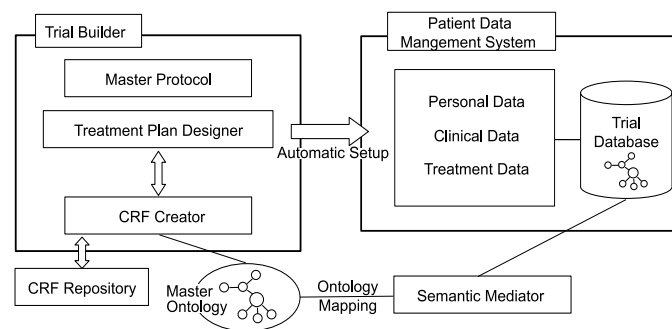 Trial Builder
Master Protocol
Treatment Plan Designer
CRF Creator
CRF Repository
Automatic Setup
Patient Data
Mangement System
Personal Data
Clinical Data
Treatment Data
Trial
Database
Master
Ontology
Ontology
Mapping
Semantic Mediator